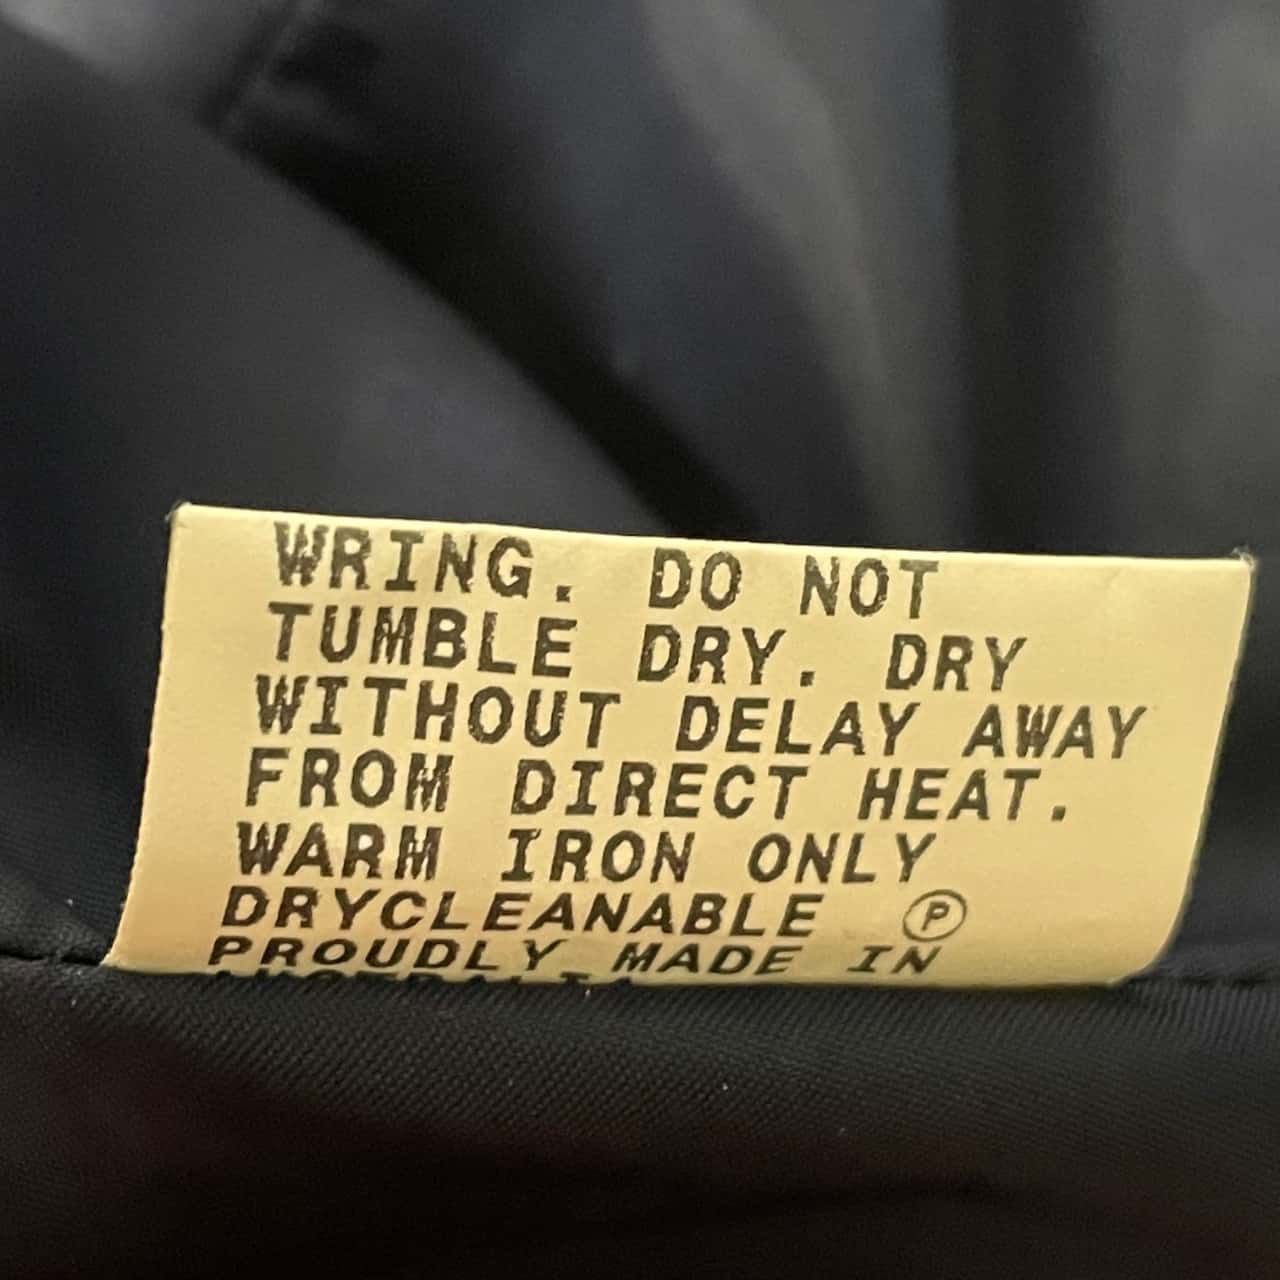 WRING. DO NOT
TUMBLE DRY. DRY
WITHOUT DELAY AWAY
FROM DIRECT HEAT.
WARM IRON ONLY
DRYCLEANABLE Ⓟ
PROUDLY MADE IN
AUSTRALIA